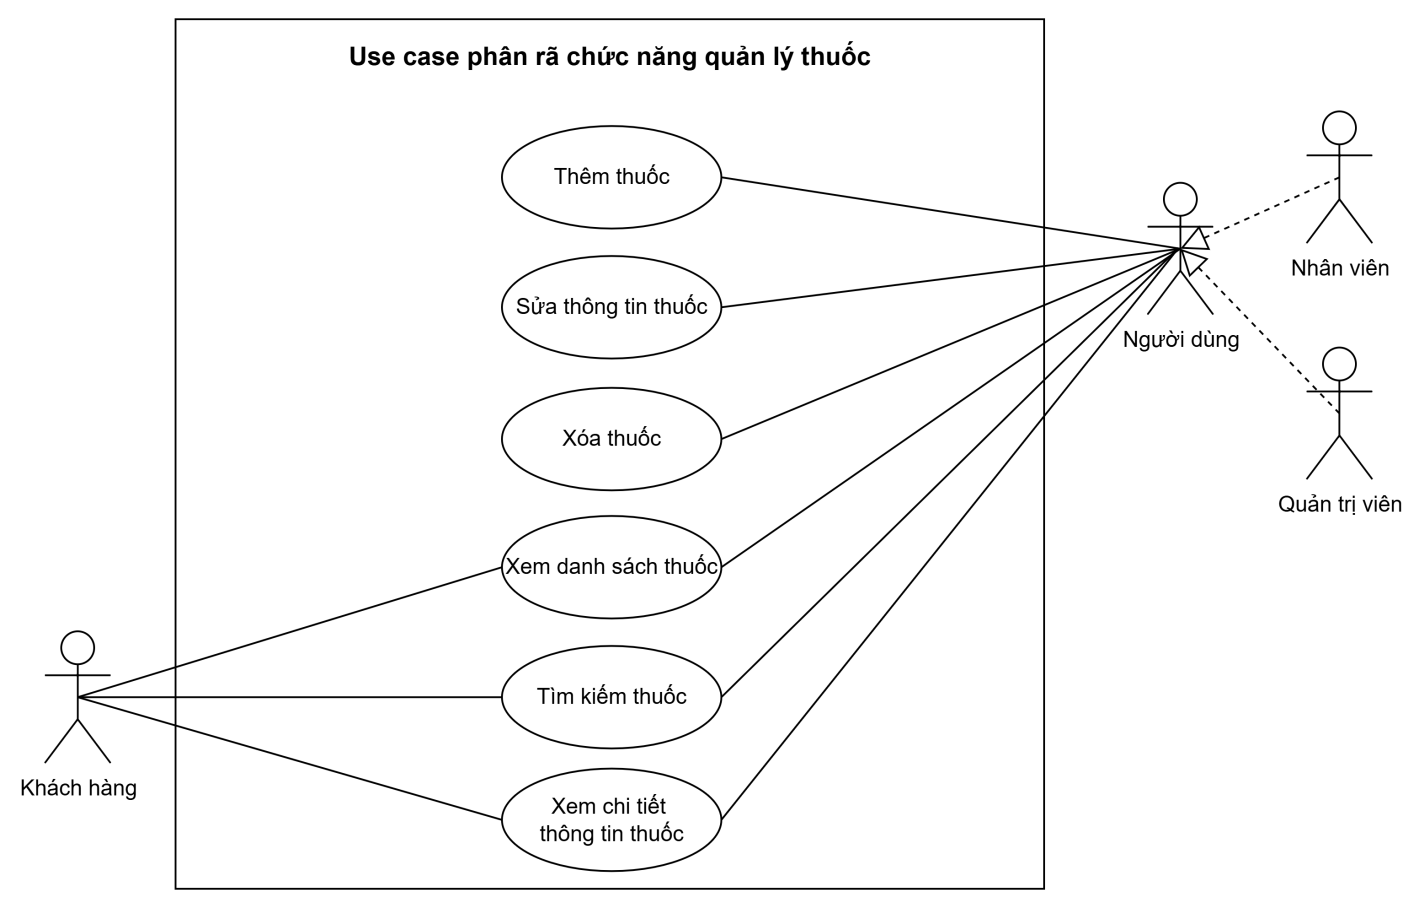 Use case phân rã chức năng quản lý thuốc
Thêm thuốc
Nhân viên
Sửa thông tin thuốc
Người dùng
Xóa thuốc
Quản trị viên
Xem danh sách thuốc
Tìm kiếm thuốc
Khách hàng
Xem chi tiết
thông tin thuốc